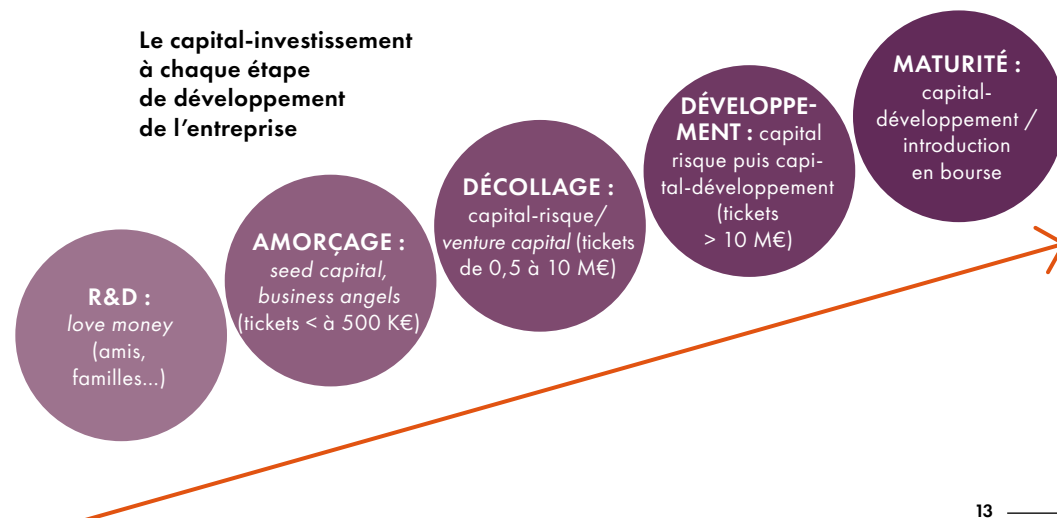 Le capital-investissement
à chaque étape
de développement
de l'entreprise
R&D :
love money
(amis,
familles...)
AMORÇAGE :
seed capital,
business angels
(tickets < à 500 K€)
DÉCOLLAGE :
capital-risque/
venture capital (tickets
de 0,5 à 10 M€)
DÉVELOPPE-
MENT : capital
risque puis capi-
tal-développement
(tickets
> 10 M€)
MATURITÉ :
capital-
développement /
introduction
en bourse
13